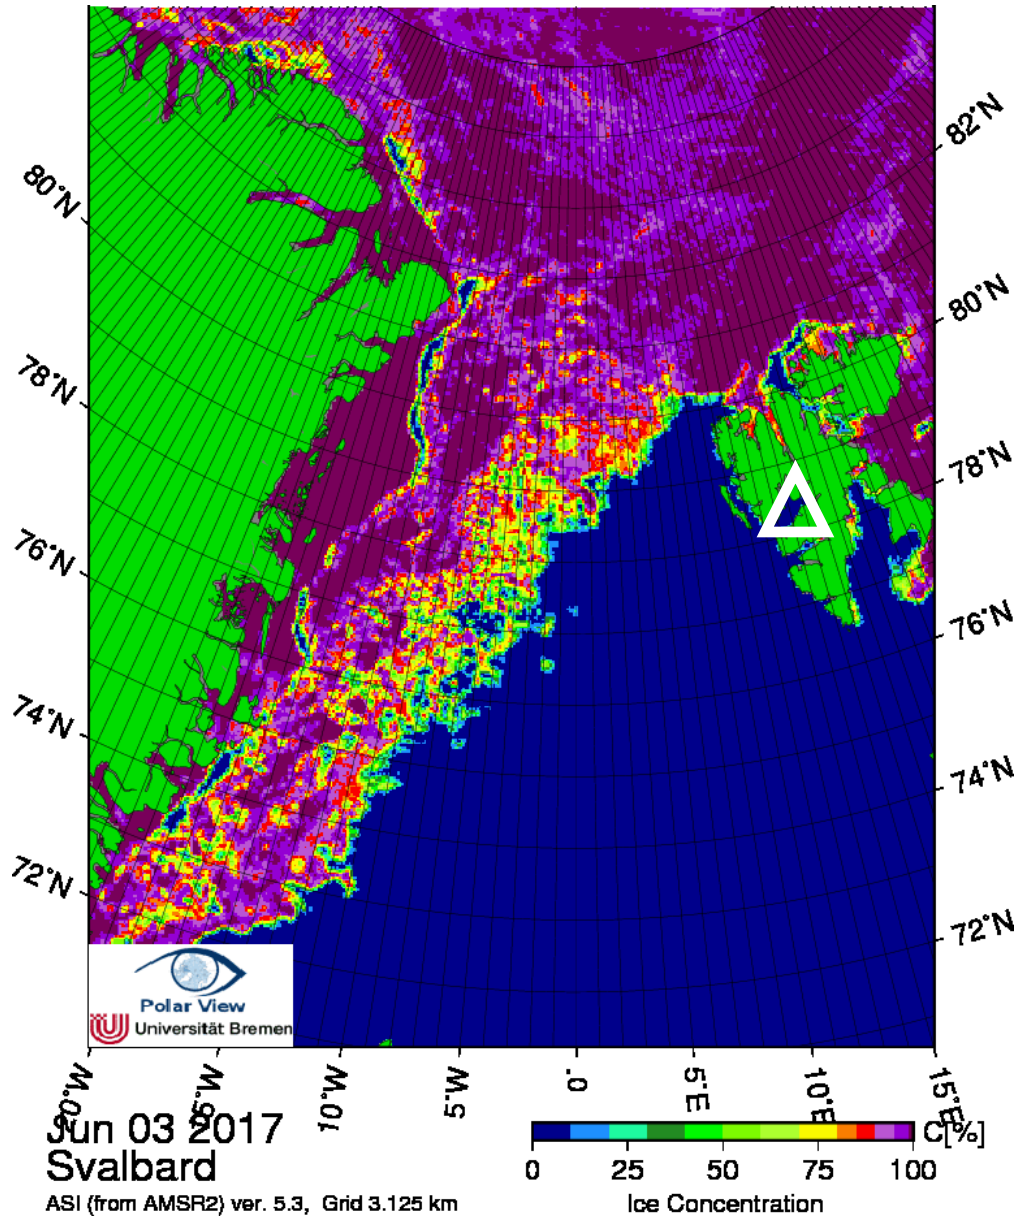 82°N
80°N
80°N
78°N
78°N
76°N
76°N
74°N
74°N
72°N
72°N
Polar View
Universität Bremen
20°W
15°W
10°W
5°W
0°
5°E
10°E
15°E
Jun 03 2017
Svalbard
ASI (from AMSR2) ver. 5.3, Grid 3.125 km
C[%]
0 25 50 75 100
Ice Concentration